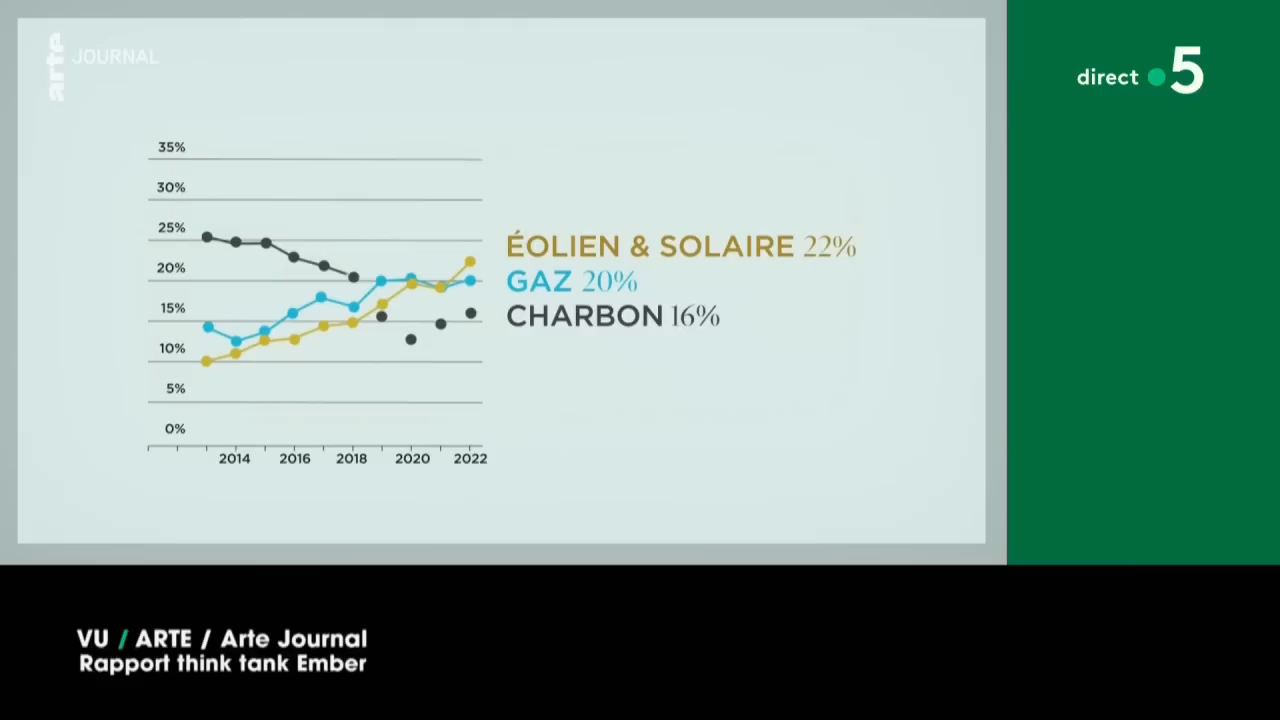 arte JOURNAL
direct 5
35%
30%
25%
20%
15%
10%
5%
0%
2014 2016 2018 2020 2022
ÉOLIEN & SOLAIRE 22%
GAZ 20%
CHARBON 16%
VU / ARTE / Arte Journal
Rapport think tank Ember